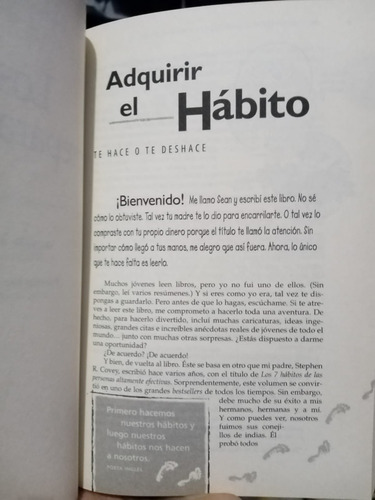 Adquirir
el Hábito
TE HACE O TE DESHACE
¡Bienvenido! Me llamo Sean y escribí este libro. No sé
cómo lo obtuviste. Tal vez tu madre te lo dio para encarrilarte. O tal vez lo
compraste con tu propio dinero porque el título te llamó la atención. Sin
importar cómo llegó a tus manos, me alegro que así fuera. Ahora, lo único
que te hace falta es leerlo.
Muchos jóvenes leen libros, pero yo no fui uno de ellos. (Sin
embargo, leí varios resúmenes.) Y si eres como yo era, tal vez te dis-
pongas a guardarlo. Pero antes de que lo hagas, escúchame. Si te atre-
ves a leer este libro, me comprometo a hacerlo toda una aventura. De
hecho, para hacerlo divertido, incluí muchas caricaturas, ideas inge-
niosas, grandes citas e increíbles anécdotas reales de jóvenes de todo el
mundo... junto con muchas otras sorpresas. ¿Estás dispuesto a darme
una oportunidad?
¿De acuerdo? ¡De acuerdo!
Y bien, de vuelta al libro. Éste se basa en otro que mi padre, Stephen
R. Covey, escribió hace varios años, con el título de Los 7 hábitos de las
personas altamente efectivas. Sorprendentemente, este volumen se convir-
tió en uno de los grandes bestsellers de todos los tiempos. Sin embargo,
debe mucho de su éxito a mis
hermanos, hermanas y a mí.
Y como puedes ver, nosotros
fuimos sus conejі-
llos de indias. Él
probó todos
Primero hacemos
nuestros hábitos y
luego nuestros
hábitos nos hacen
a nosotros.
POETA INGLÉS